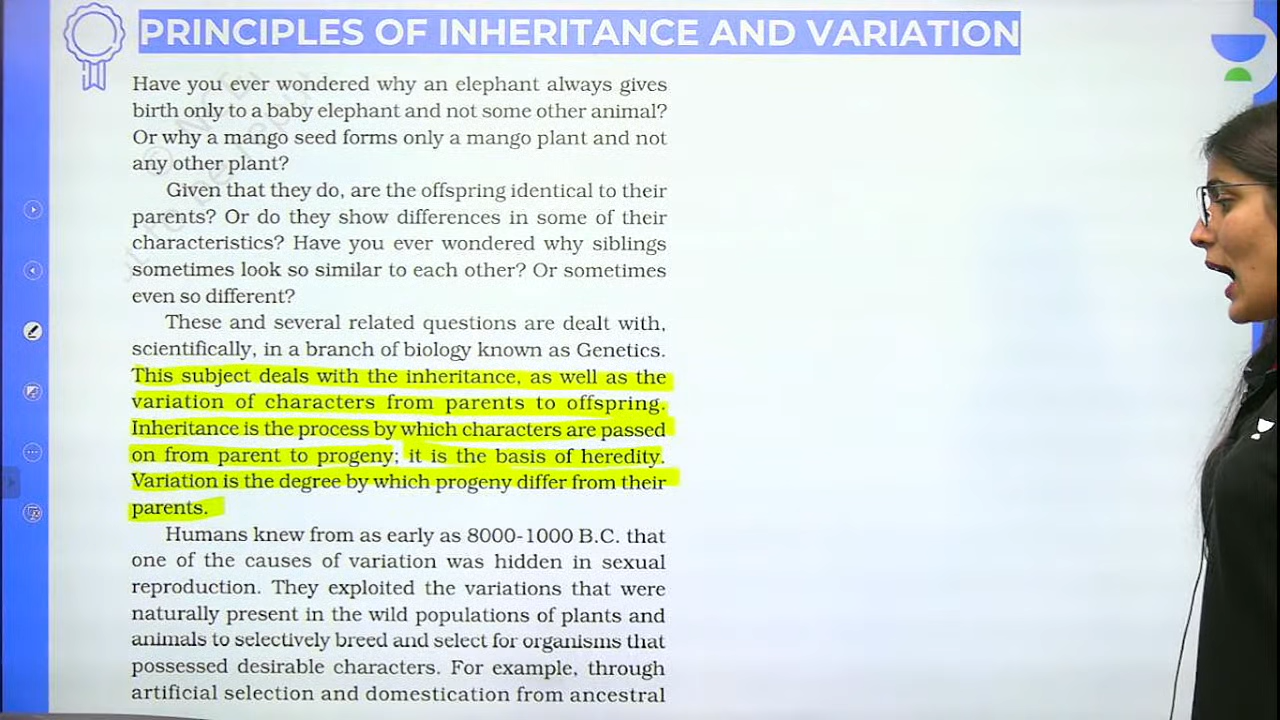 PRINCIPLES OF INHERITANCE AND VARIATION
Have you ever wondered why an elephant always gives
birth only to a baby elephant and not some other animal?
Or why a mango seed forms only a mango plant and not
any other plant?
Given that they do, are the offspring identical to their
parents? Or do they show differences in some of their
characteristics? Have you ever wondered why siblings
sometimes look so similar to each other? Or sometimes
even so different?
These and several related questions are dealt with,
scientifically, in a branch of biology known as Genetics.
This subject deals with the inheritance, as well as the
variation of characters from parents to offspring.
Inheritance is the process by which characters are passed
on from parent to progeny; it is the basis of heredity.
Variation is the degree by which progeny differ from their
parents.
Humans knew from as early as 8000-1000 B.C. that
one of the causes of variation was hidden in sexual
reproduction. They exploited the variations that were
naturally present in the wild populations of plants and
animals to selectively breed and select for organisms that
possessed desirable characters. For example, through
artificial selection and domestication from ancestral